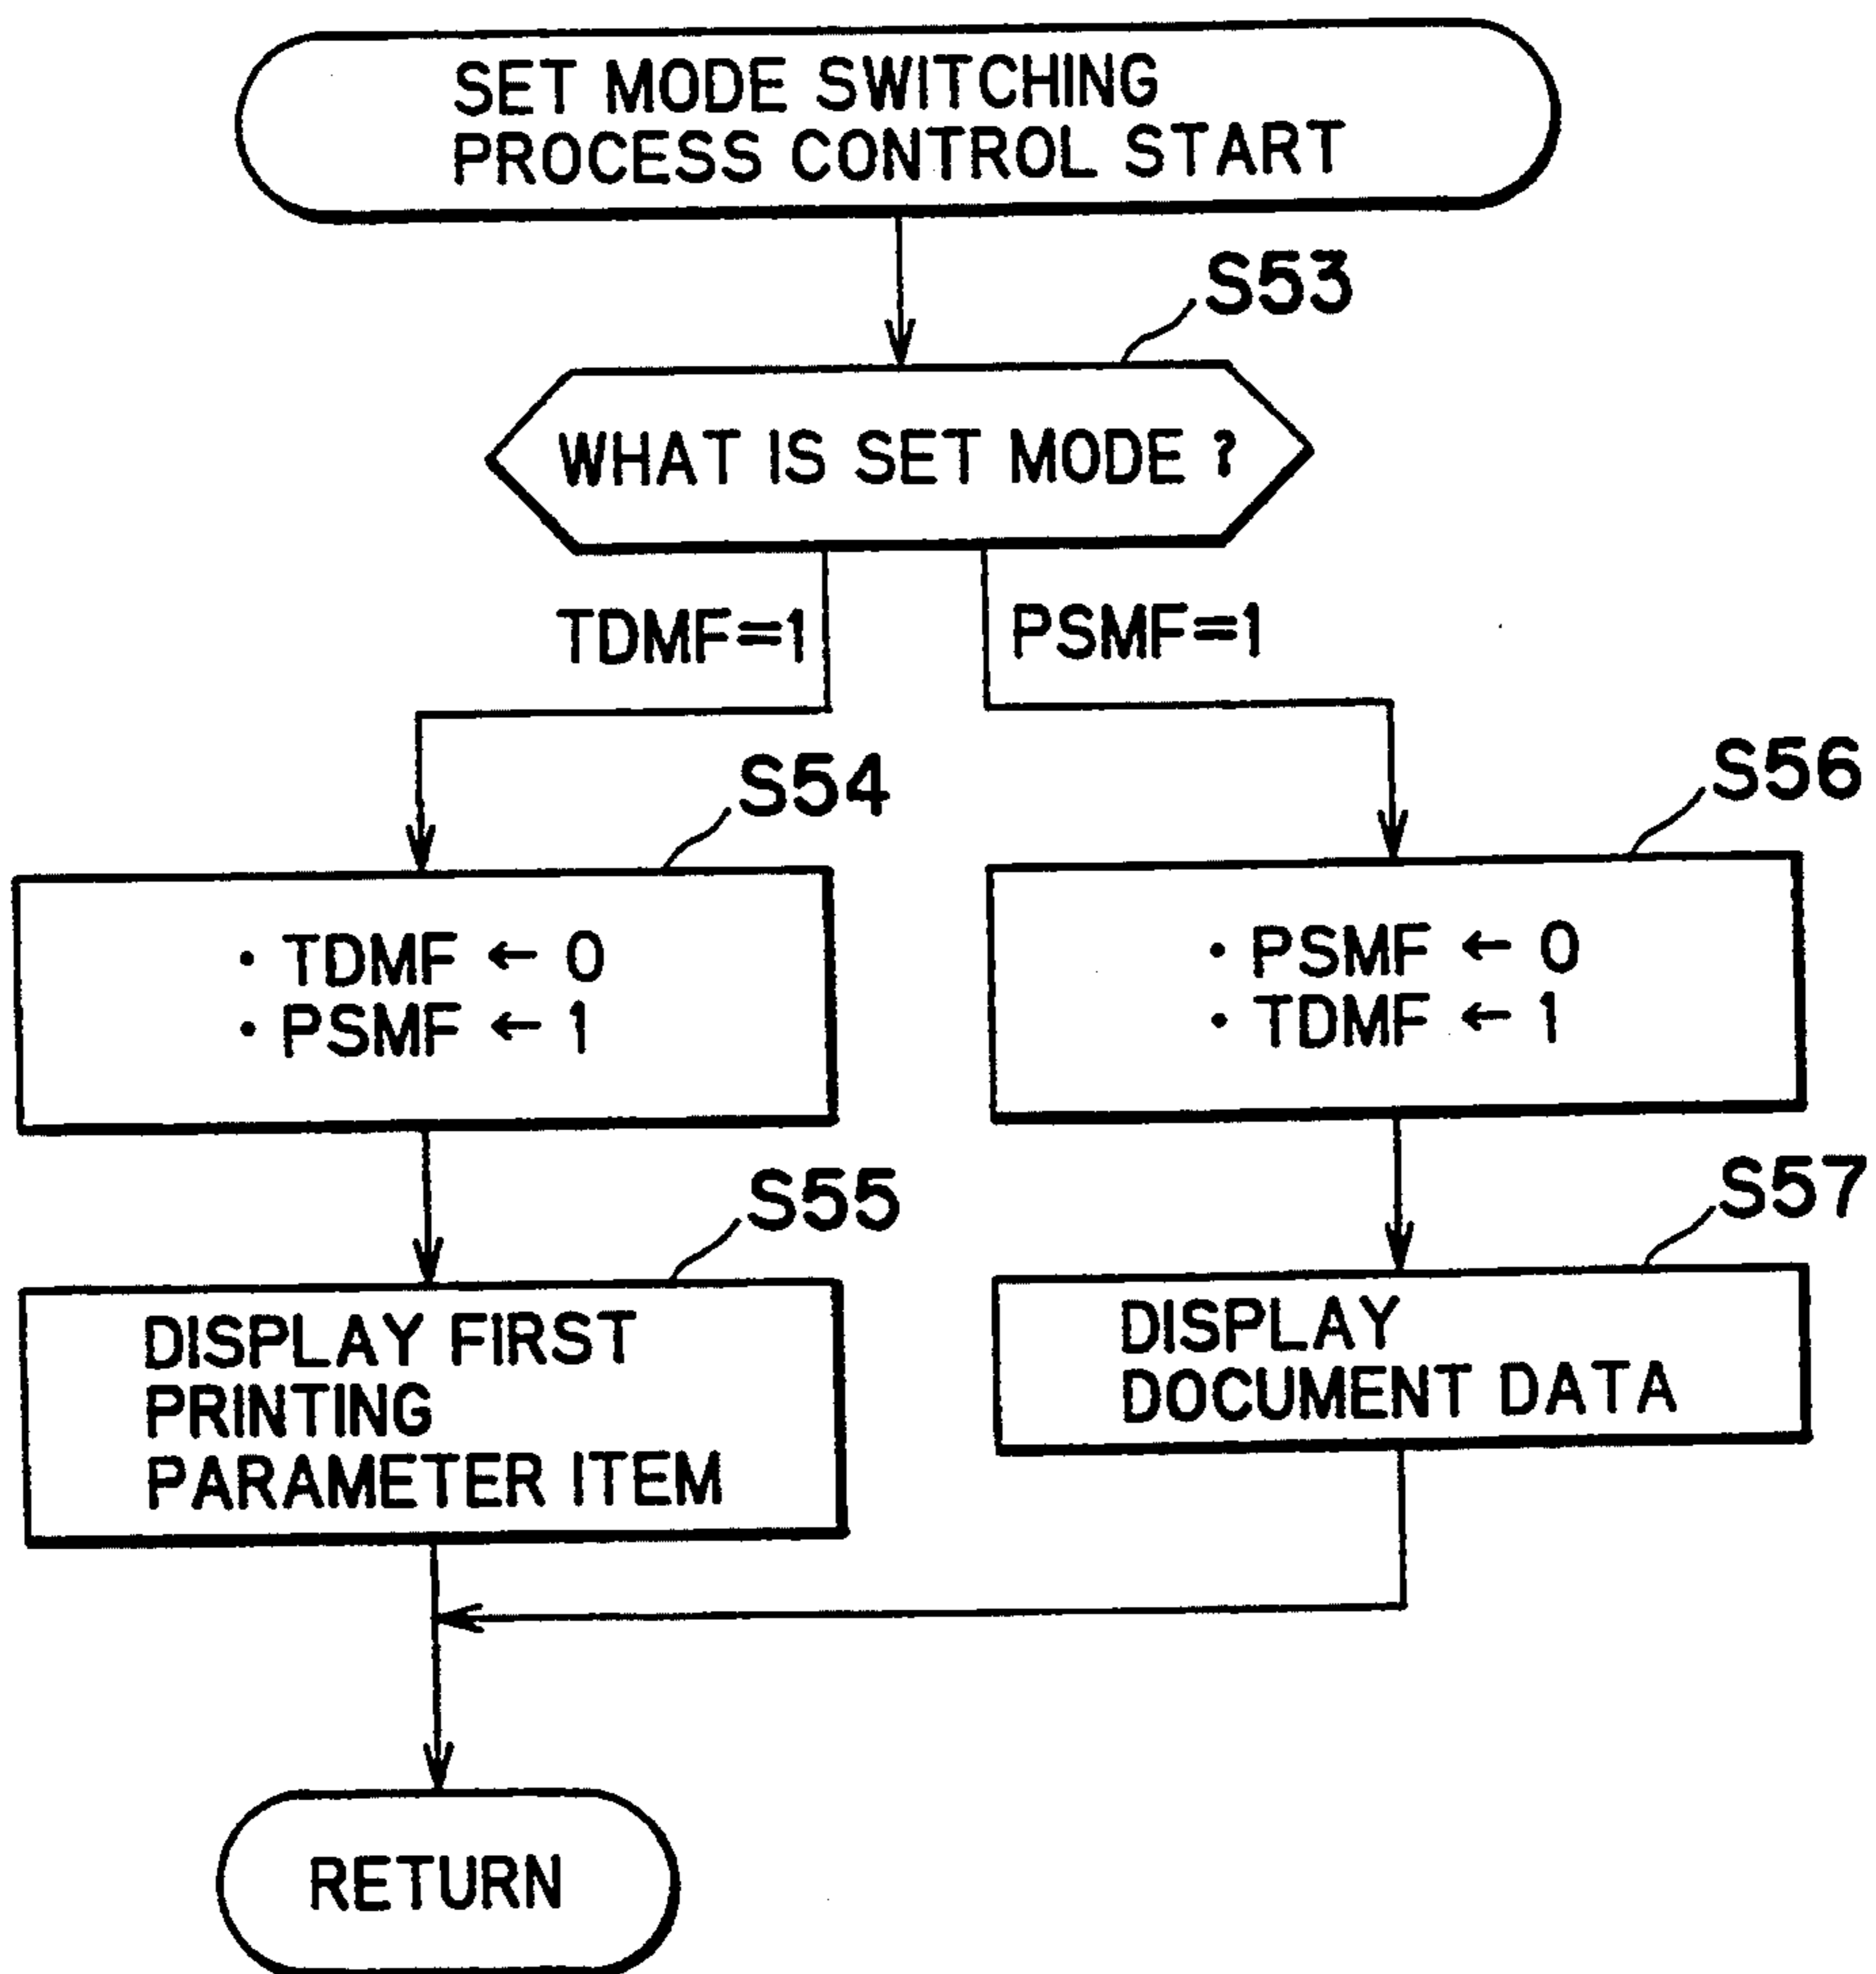 SET MODE SWITCHING
PROCESS CONTROL START
S53
WHAT IS SET MODE ?
TDMF=1
PSMF=1
S54
S56
• TDMF ← 0
• PSMF ← 1
• PSMF ← 0
• TDMF ← 1
S55
S57
DISPLAY FIRST
PRINTING
PARAMETER ITEM
DISPLAY
DOCUMENT DATA
RETURN